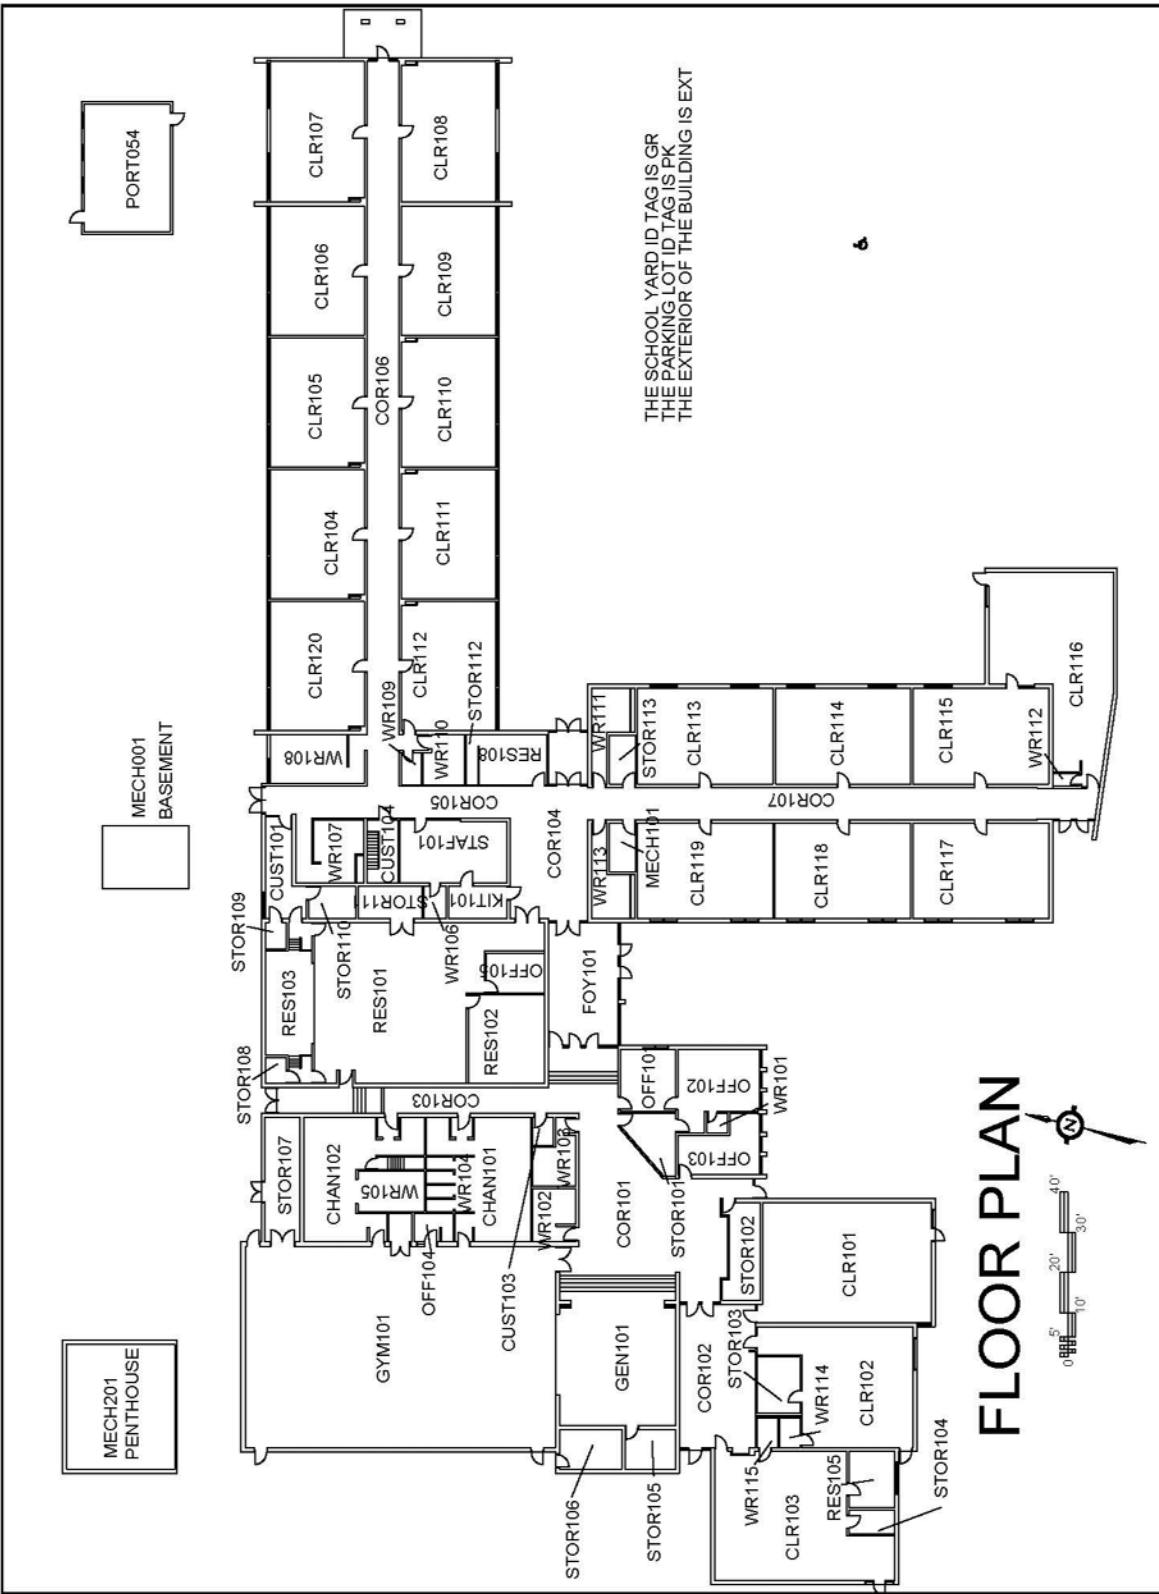 PORT054
CLR107
CLR108
CLR106
CLR109
CLR105
COR106
CLR110
CLR104
CLR111
CLR120
CLR112
STOR112
WR109
WR110
WR108
RES108
THE SCHOOL YARD ID TAG IS GR
THE PARKING LOT ID TAG IS PK
THE EXTERIOR OF THE BUILDING IS EXT
MECH001
BASEMENT
CUST101
COR105
WR107
CUST104
STAF101
COR104
WR111
STOR113
CLR113
CLR114
CLR115
WR112
CLR116
COR107
WR113
MECH101
CLR119
CLR118
CLR117
STOR109
STOR110
STOR11
WR106
KIT101
RES103
RES101
OFF105
RES102
FOY101
STOR108
COR103
STOR107
CHAN102
WR105
WR104
CHAN101
WR103
WR102
OFF101
OFF102
WR101
OFF103
STOR101
COR101
STOR102
CLR101
OFF104
CUST103
GYM101
GEN101
COR102
STOR103
WR114
CLR102
MECH201
PENTHOUSE
STOR106
STOR105
WR115
CLR103
RES105
STOR104
FLOOR PLAN
N
0 5' 10' 20' 30' 40'